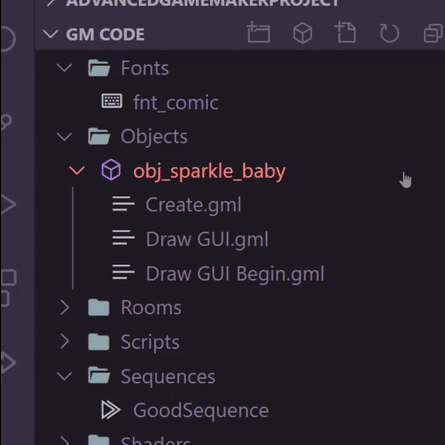 ADVANCEDGAMEMAKERPROJECT
GM CODE
Fonts
fnt_comic
Objects
obj_sparkle_baby
Create.gml
Draw GUI.gml
Draw GUI Begin.gml
Rooms
Scripts
Sequences
GoodSequence
Shaders